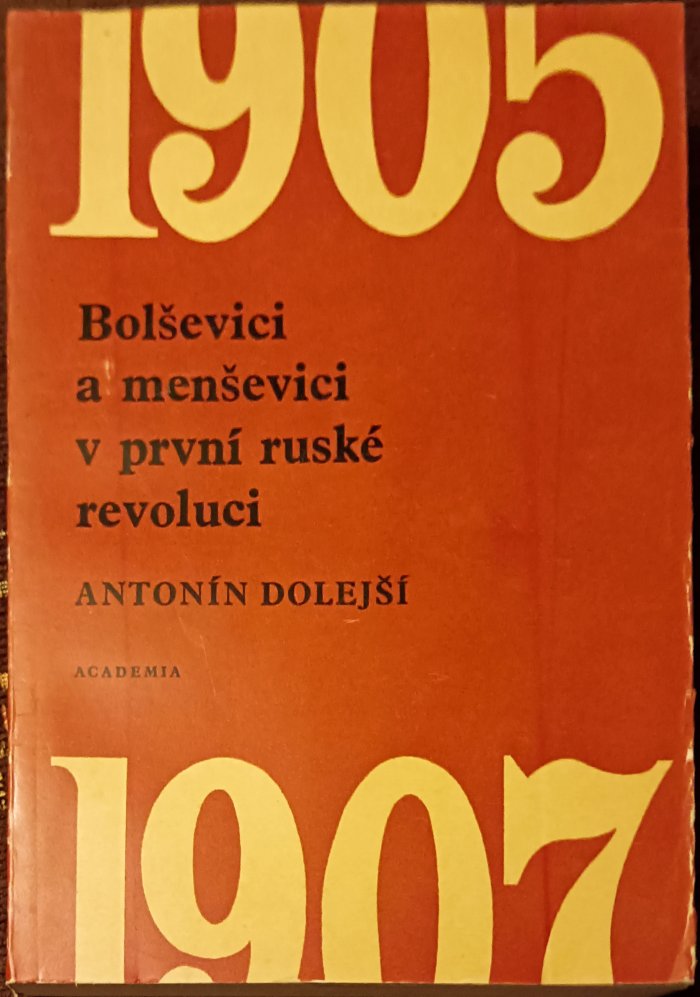 1905
Bolševici
a menševici
v první ruské
revoluci
ANTONÍN DOLEJŠÍ
ACADEMIA
1907